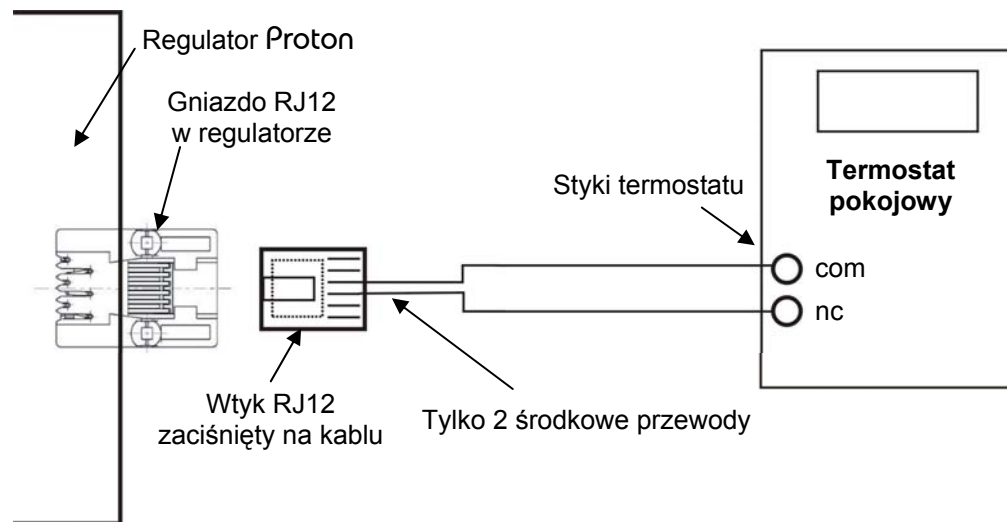 Regulator Proton
Gniazdo RJ12
w regulatorze
Styki termostatu
Termostat
pokojowy
com
nc
Wtyk RJ12
zaciśnięty na kablu
Tylko 2 środkowe przewody